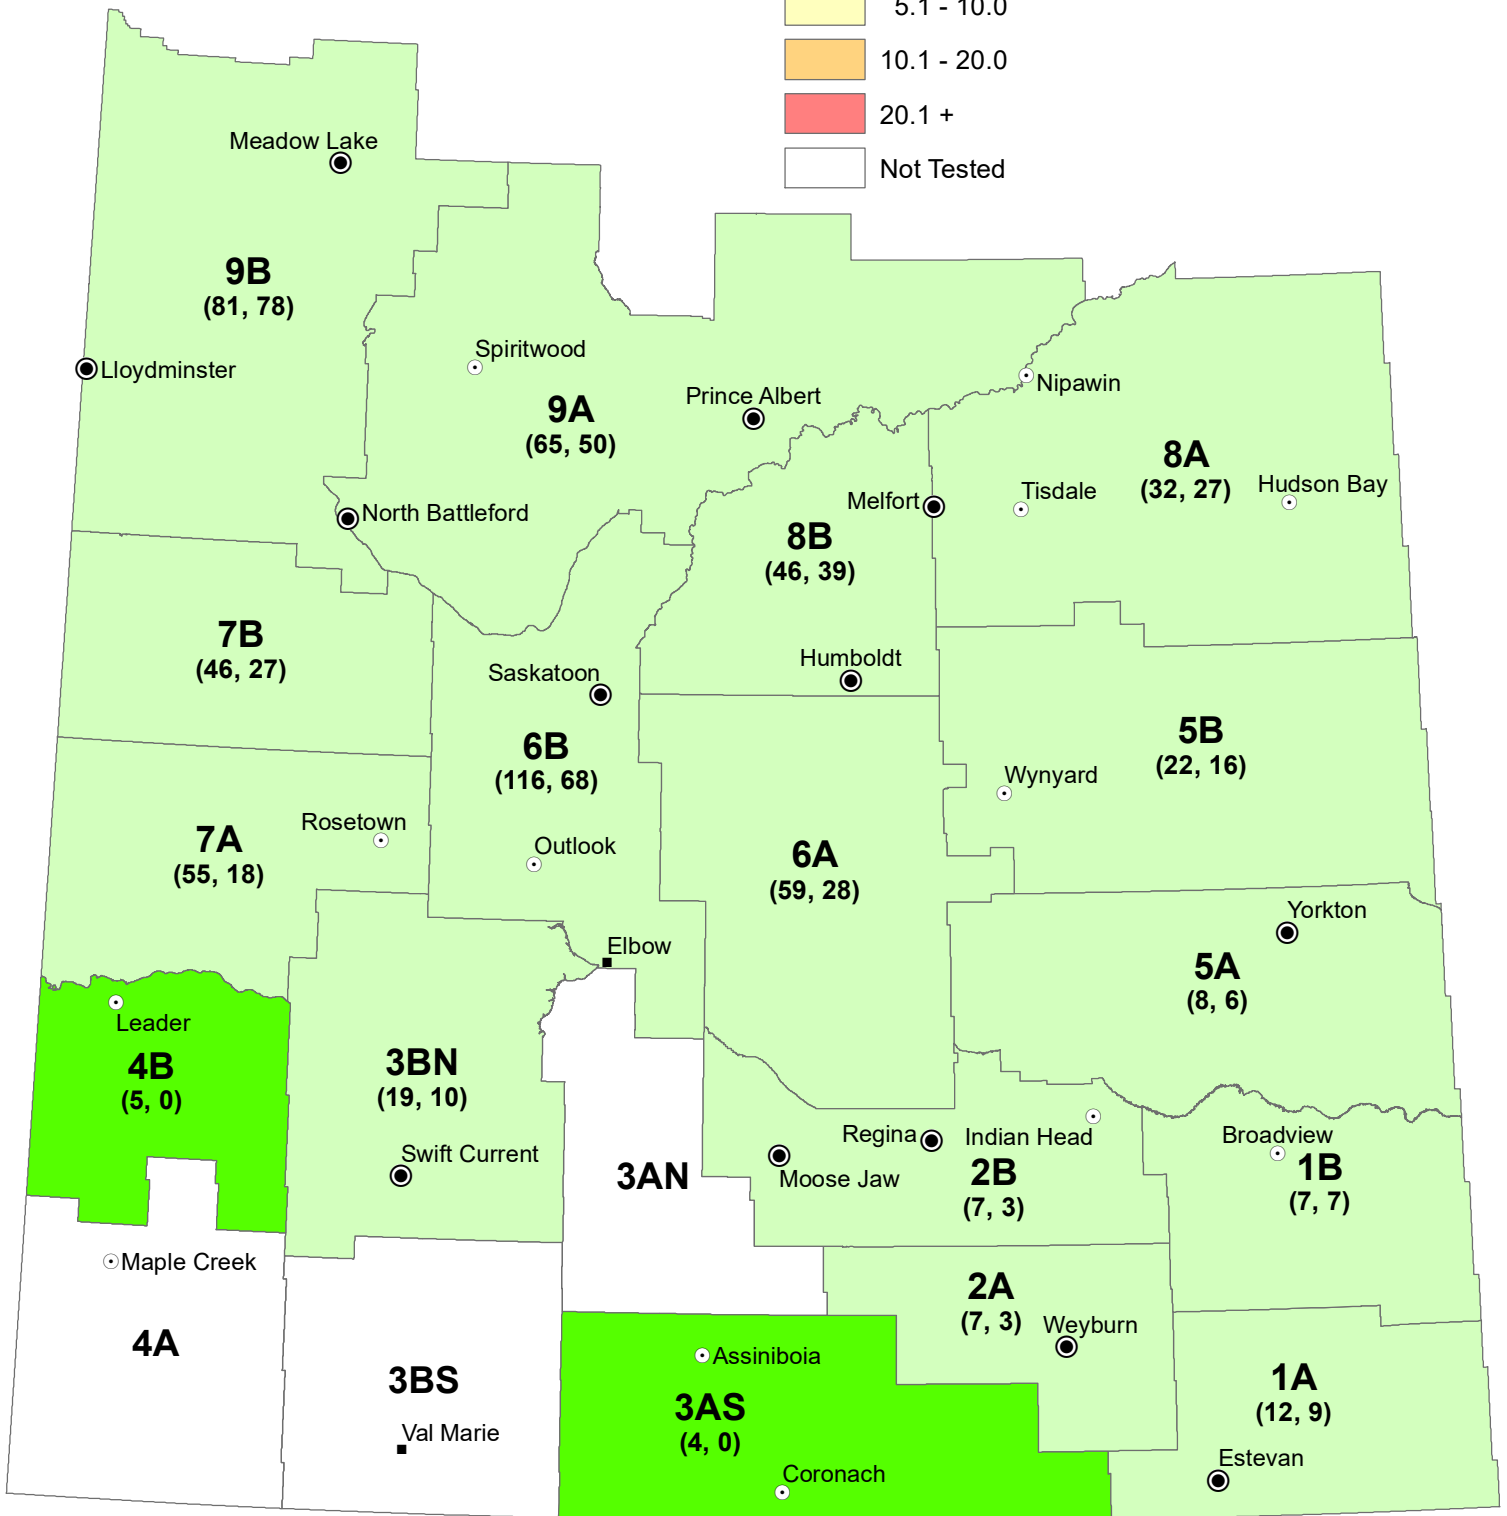 5.1 - 10.0
10.1 - 20.0
20.1 +
Not Tested
Meadow Lake
9B
(81, 78)
Lloydminster
Spiritwood
9A
(65, 50)
Prince Albert
Nipawin
8A
(32, 27)
Hudson Bay
Tisdale
Melfort
North Battleford
8B
(46, 39)
Humboldt
7B
(46, 27)
Saskatoon
6B
(116, 68)
Outlook
5B
(22, 16)
Wynyard
Rosetown
7A
(55, 18)
6A
(59, 28)
Yorkton
5A
(8, 6)
Elbow
Leader
4B
(5, 0)
3BN
(19, 10)
Swift Current
3AN
Regina
Moose Jaw
Indian Head
2B
(7, 3)
Broadview
1B
(7, 7)
Maple Creek
4A
3BS
Val Marie
2A
(7, 3)
Weyburn
Assiniboia
3AS
(4, 0)
Coronach
1A
(12, 9)
Estevan